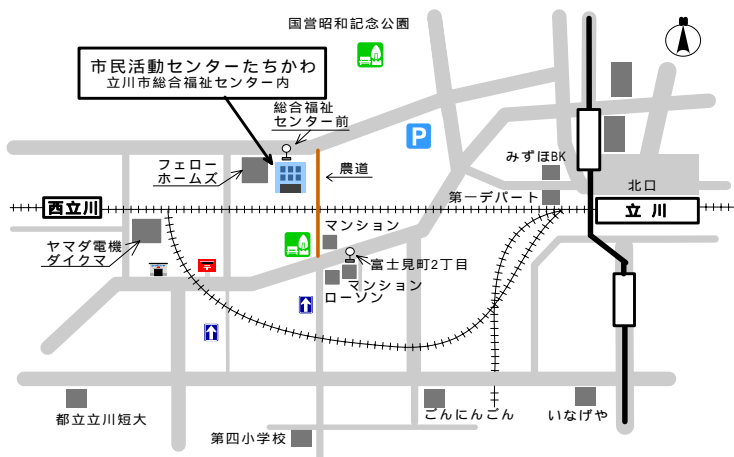 国営昭和記念公園
市民活動センターたちかわ
立川市総合福祉センター内
総合福祉
センター前
P
みずほBK
フェロー
ホームズ
農道
北口
第一デパート
西立川
立川
マンション
ヤマダ電機
ダイクマ
富士見町2丁目
マンション
ローソン
都立立川短大
ごんにんごん
いなげや
第四小学校